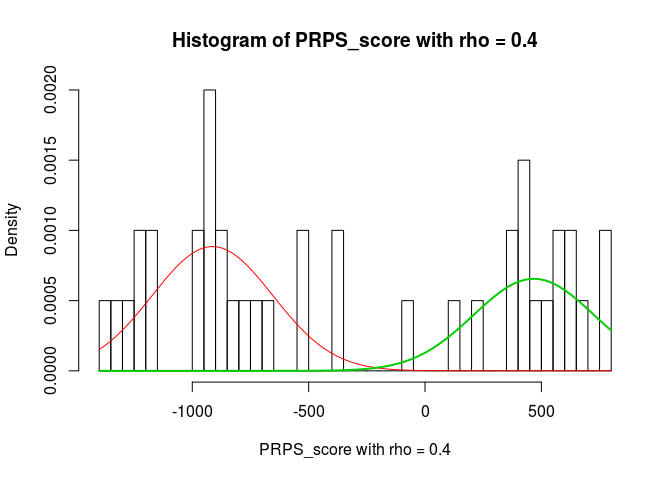 Histogram of PRPS_score with rho = 0.4
Density
0.0020
0.0015
0.0010
0.0005
0.0000
-1000 -500 0 500
PRPS_score with rho = 0.4